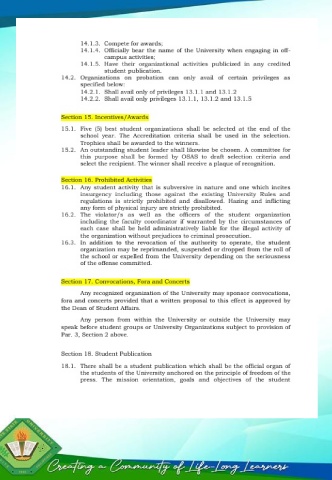 14.1.3. Compete for awards;
14.1.4. Officially bear the name of the University when engaging in off-
campus activities;
14.1.5. Have their organizational activities publicized in any credited
student publication.
14.2. Organizations on probation can only avail of certain privileges as
specified below:
14.2.1. Shall avail only of privileges 13.1.1 and 13.1.2
14.2.2. Shall avail only privileges 13.1.1, 13.1.2 and 13.1.5
Section 15. Incentives/Awards
15.1. Five (5) best student organizations shall be selected at the end of the
school year. The Accreditation criteria shall be used in the selection.
Trophies shall be awarded to the winners.
15.2. An outstanding student leader shall likewise be chosen. A committee for
this purpose shall be formed by OSAS to draft selection criteria and
select the recipient. The winner shall receive a plaque of recognition.
Section 16. Prohibited Activities
16.1. Any student activity that is subversive in nature and one which incites
insurgency including those against the existing University Rules and
regulations is strictly prohibited and disallowed. Hazing and inflicting
any form of physical injury are strictly prohibited.
16.2. The violator/s as well as the officers of the student organization
including the faculty coordinator if warranted by the circumstances of
each case shall be held administratively liable for the illegal activity of
the organization without prejudices to criminal prosecution.
16.3. In addition to the revocation of the authority to operate, the student
organization may be reprimanded, suspended or dropped from the roll of
the school or expelled from the University depending on the seriousness
of the offense committed.
Section 17. Convocations, Fora and Concerts
Any recognized organization of the University may sponsor convocations,
fora and concerts provided that a written proposal to this effect is approved by
the Dean of Student Affairs.
Any person from within the University or outside the University may
speak before student groups or University Organizations subject to provision of
Par. 3, Section 2 above.
Section 18. Student Publication
18.1. There shall be a student publication which shall be the official organ of
the students of the University anchored on the principle of freedom of the
press. The mission orientation, goals and objectives of the student
Creating a Community of Life-Long Learners